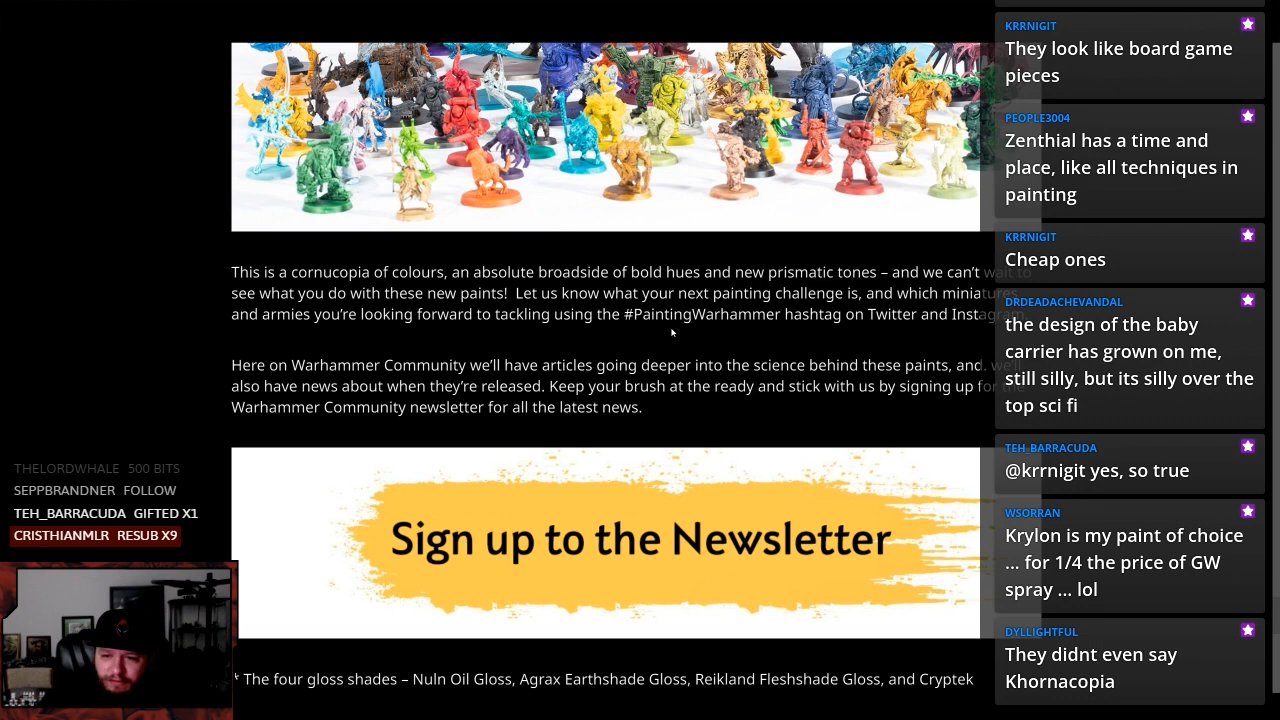 KRRNIGIT
They look like board game
pieces
PEOPLE3004
Zenthial has a time and
place, like all techniques in
painting
KRRNIGIT
Cheap ones
DRDEADACHEVANDAL
the design of the baby
carrier has grown on me,
still silly, but its silly over the
top sci fi
TEH_BARRACUDA
@krrnigit yes, so true
WSORRAN
Krylon is my paint of choice
... for 1/4 the price of GW
spray ... lol
DYLLIGHTFUL
They didnt even say
Khornacopia
This is a cornucopia of colours, an absolute broadside of bold hues and new prismatic tones – and we can’t wait to
see what you do with these new paints! Let us know what your next painting challenge is, and which miniatures
and armies you’re looking forward to tackling using the #PaintingWarhammer hashtag on Twitter and Instagram.
Here on Warhammer Community we’ll have articles going deeper into the science behind these paints, and. we’ll
also have news about when they’re released. Keep your brush at the ready and stick with us by signing up for the
Warhammer Community newsletter for all the latest news.
Sign up to the Newsletter
* The four gloss shades – Nuln Oil Gloss, Agrax Earthshade Gloss, Reikland Fleshshade Gloss, and Cryptek
THELORDWHALE 500 BITS
SEPPBRANDNER FOLLOW
TEH_BARRACUDA GIFTED X1
CRISTHIANMLR RESUB X9